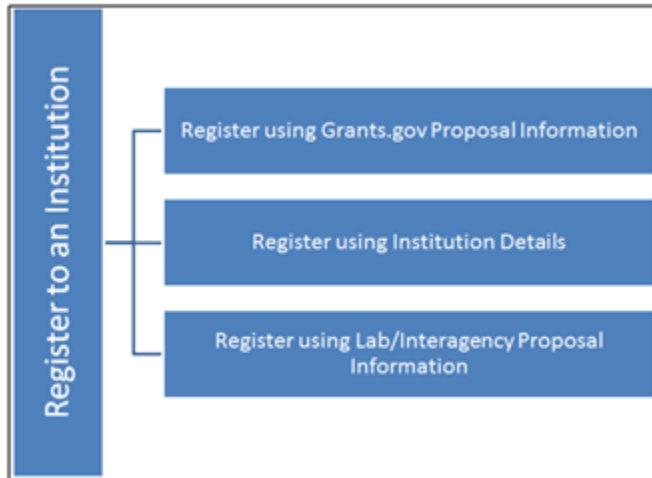 Register to an Institution
Register using Grants.gov Proposal Information
Register using Institution Details
Register using Lab/Interagency Proposal
Information